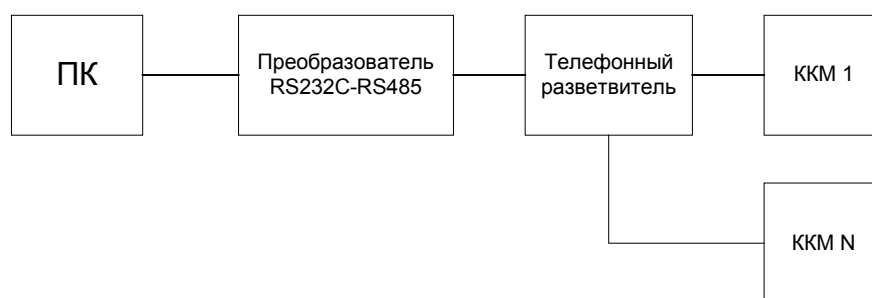 ПК
Преобразователь
RS232C-RS485
Телефонный
разветвитель
ККМ 1
ККМ N